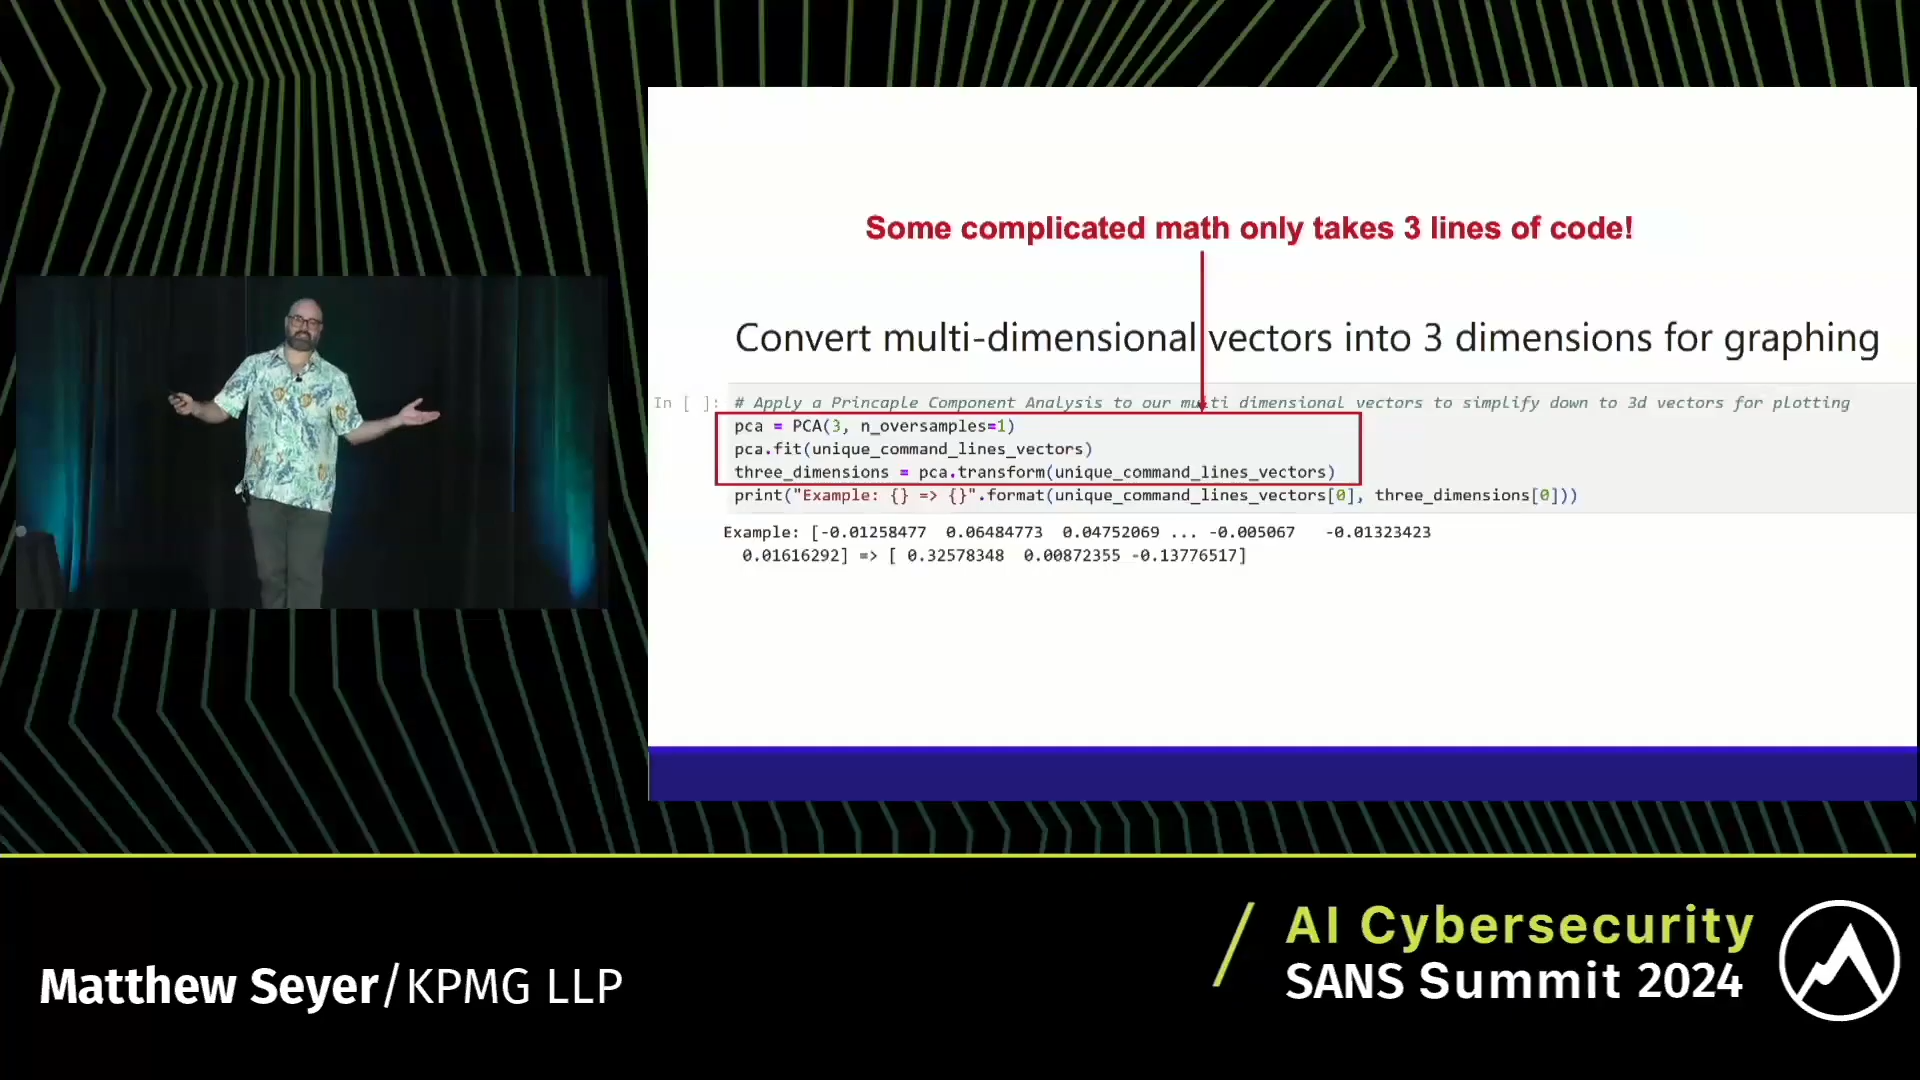 Some complicated math only takes 3 lines of code!
Convert multi-dimensional vectors into 3 dimensions for graphing
In [ ]: # Apply a Princaple Component Analysis to our multi dimensional vectors to simplify down to 3d vectors for plotting
pca = PCA(3, n_oversamples=1)
pca.fit(unique_command_lines_vectors)
three_dimensions = pca.transform(unique_command_lines_vectors)
print("Example: {} => {}".format(unique_command_lines_vectors[0], three_dimensions[0]))
Example: [-0.01258477 0.06484773 0.04752069 ... -0.005067 -0.01323423
0.01616292] => [ 0.32578348 0.00872355 -0.13776517]
Matthew Seyer/KPMG LLP
AI Cybersecurity
SANS Summit 2024